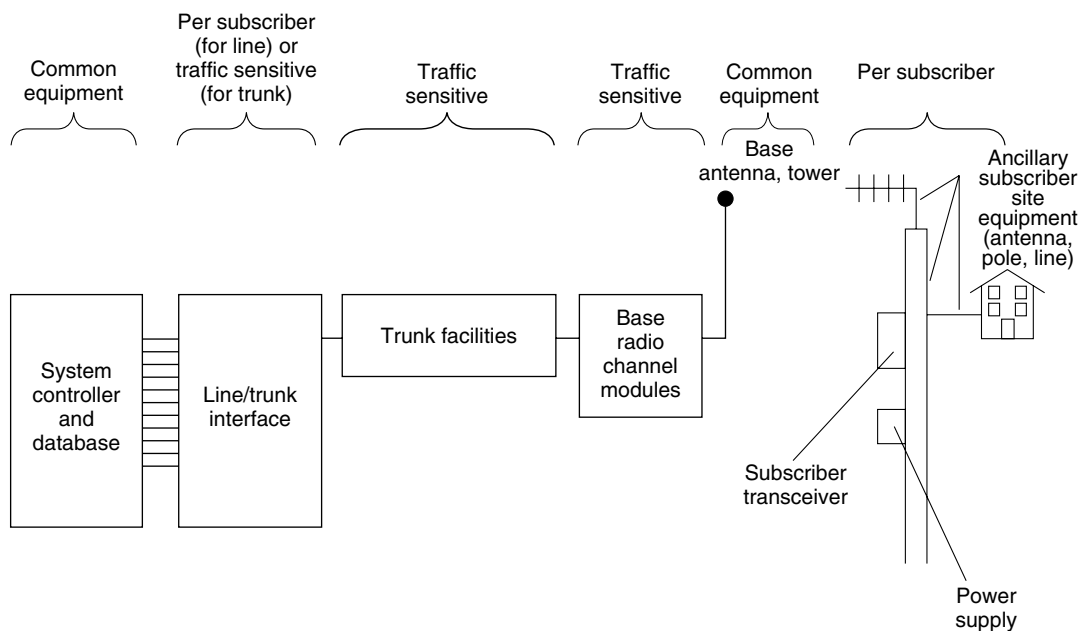 Common
equipment
Per subscriber
(for line) or
traffic sensitive
(for trunk)
Traffic
sensitive
Traffic
sensitive
Common
equipment
Per subscriber
Base
antenna, tower
Ancillary
subscriber
site
equipment
(antenna,
pole, line)
System
controller
and
database
Line/trunk
interface
Trunk facilities
Base
radio
channel
modules
Subscriber
transceiver
Power
supply